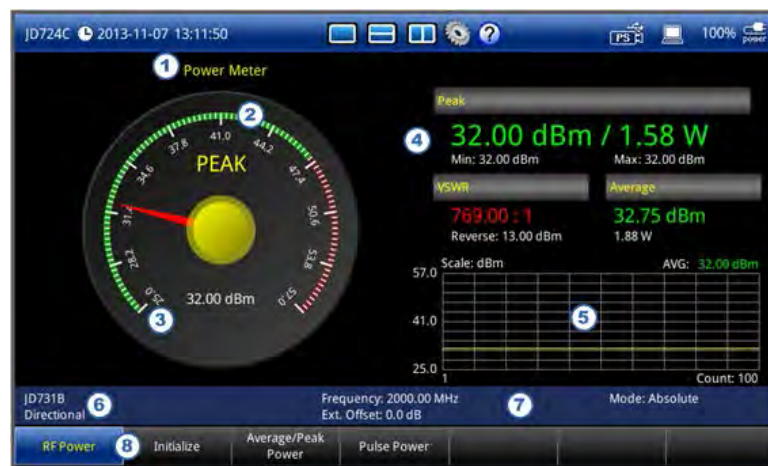 JD724C 2013-11-07 13:11:50 ? PS 100% power
1 Power Meter
2
Peak
4 32.00 dBm / 1.58 W
Min: 32.00 dBm Max: 32.00 dBm
VSWR Average
769.00 : 1 32.75 dBm
Reverse: 13.00 dBm 1.88 W
25.0 28.2 31.2 34.6 37.8 41.0 44.2 47.4 50.6 53.8 57.0
PEAK
3 32.00 dBm
Scale: dBm AVG: 32.00 dBm
57.0
41.0 5
25.0
1 Count: 100
JD731B Frequency: 2000.00 MHz Mode: Absolute
Directional 6 Ext. Offset: 0.0 dB 7
RF Power 8 Initialize Average/Peak Power Pulse Power